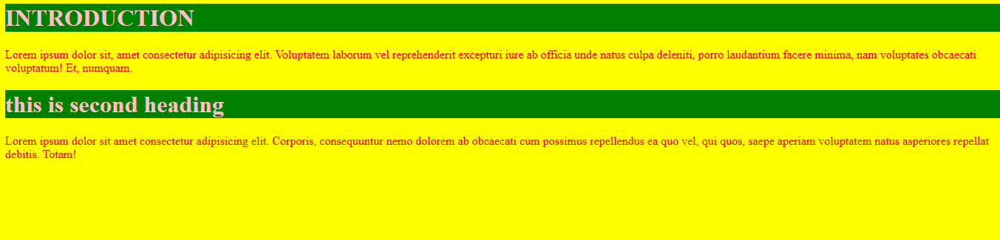 INTRODUCTION
Lorem ipsum dolor sit, amet consectetur adipisicing elit. Voluptatem laborum vel reprehenderit excepturi iure ab officia unde natus culpa deleniti, porro laudantium facere minima, nam voluptates obcaecati
voluptatum! Et, numquam.
this is second heading
Lorem ipsum dolor sit amet consectetur adipisicing elit. Corporis, consequuntur nemo dolorem ab obcaecati cum possimus repellendus ea quo vel, qui quos, saepe aperiam voluptatem natus asperiores repellat
debitis. Totam!